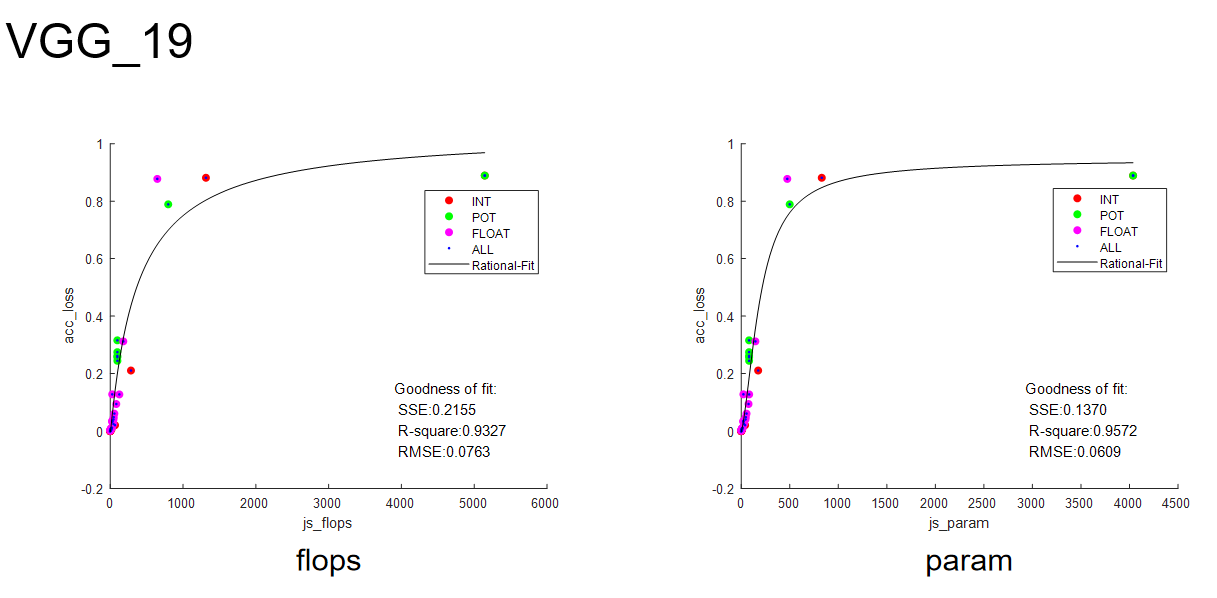 VGG_19
1
0.8
0.6
0.4
0.2
0
-0.2
acc_loss
0
1000
2000
3000
4000
5000
6000
js_flops
INT
POT
FLOAT
ALL
Rational-Fit
Goodness of fit:
SSE:0.2155
R-square:0.9327
RMSE:0.0763
flops
1
0.8
0.6
0.4
0.2
0
-0.2
acc_loss
0
500
1000
1500
2000
2500
3000
3500
4000
4500
js_param
INT
POT
FLOAT
ALL
Rational-Fit
Goodness of fit:
SSE:0.1370
R-square:0.9572
RMSE:0.0609
param